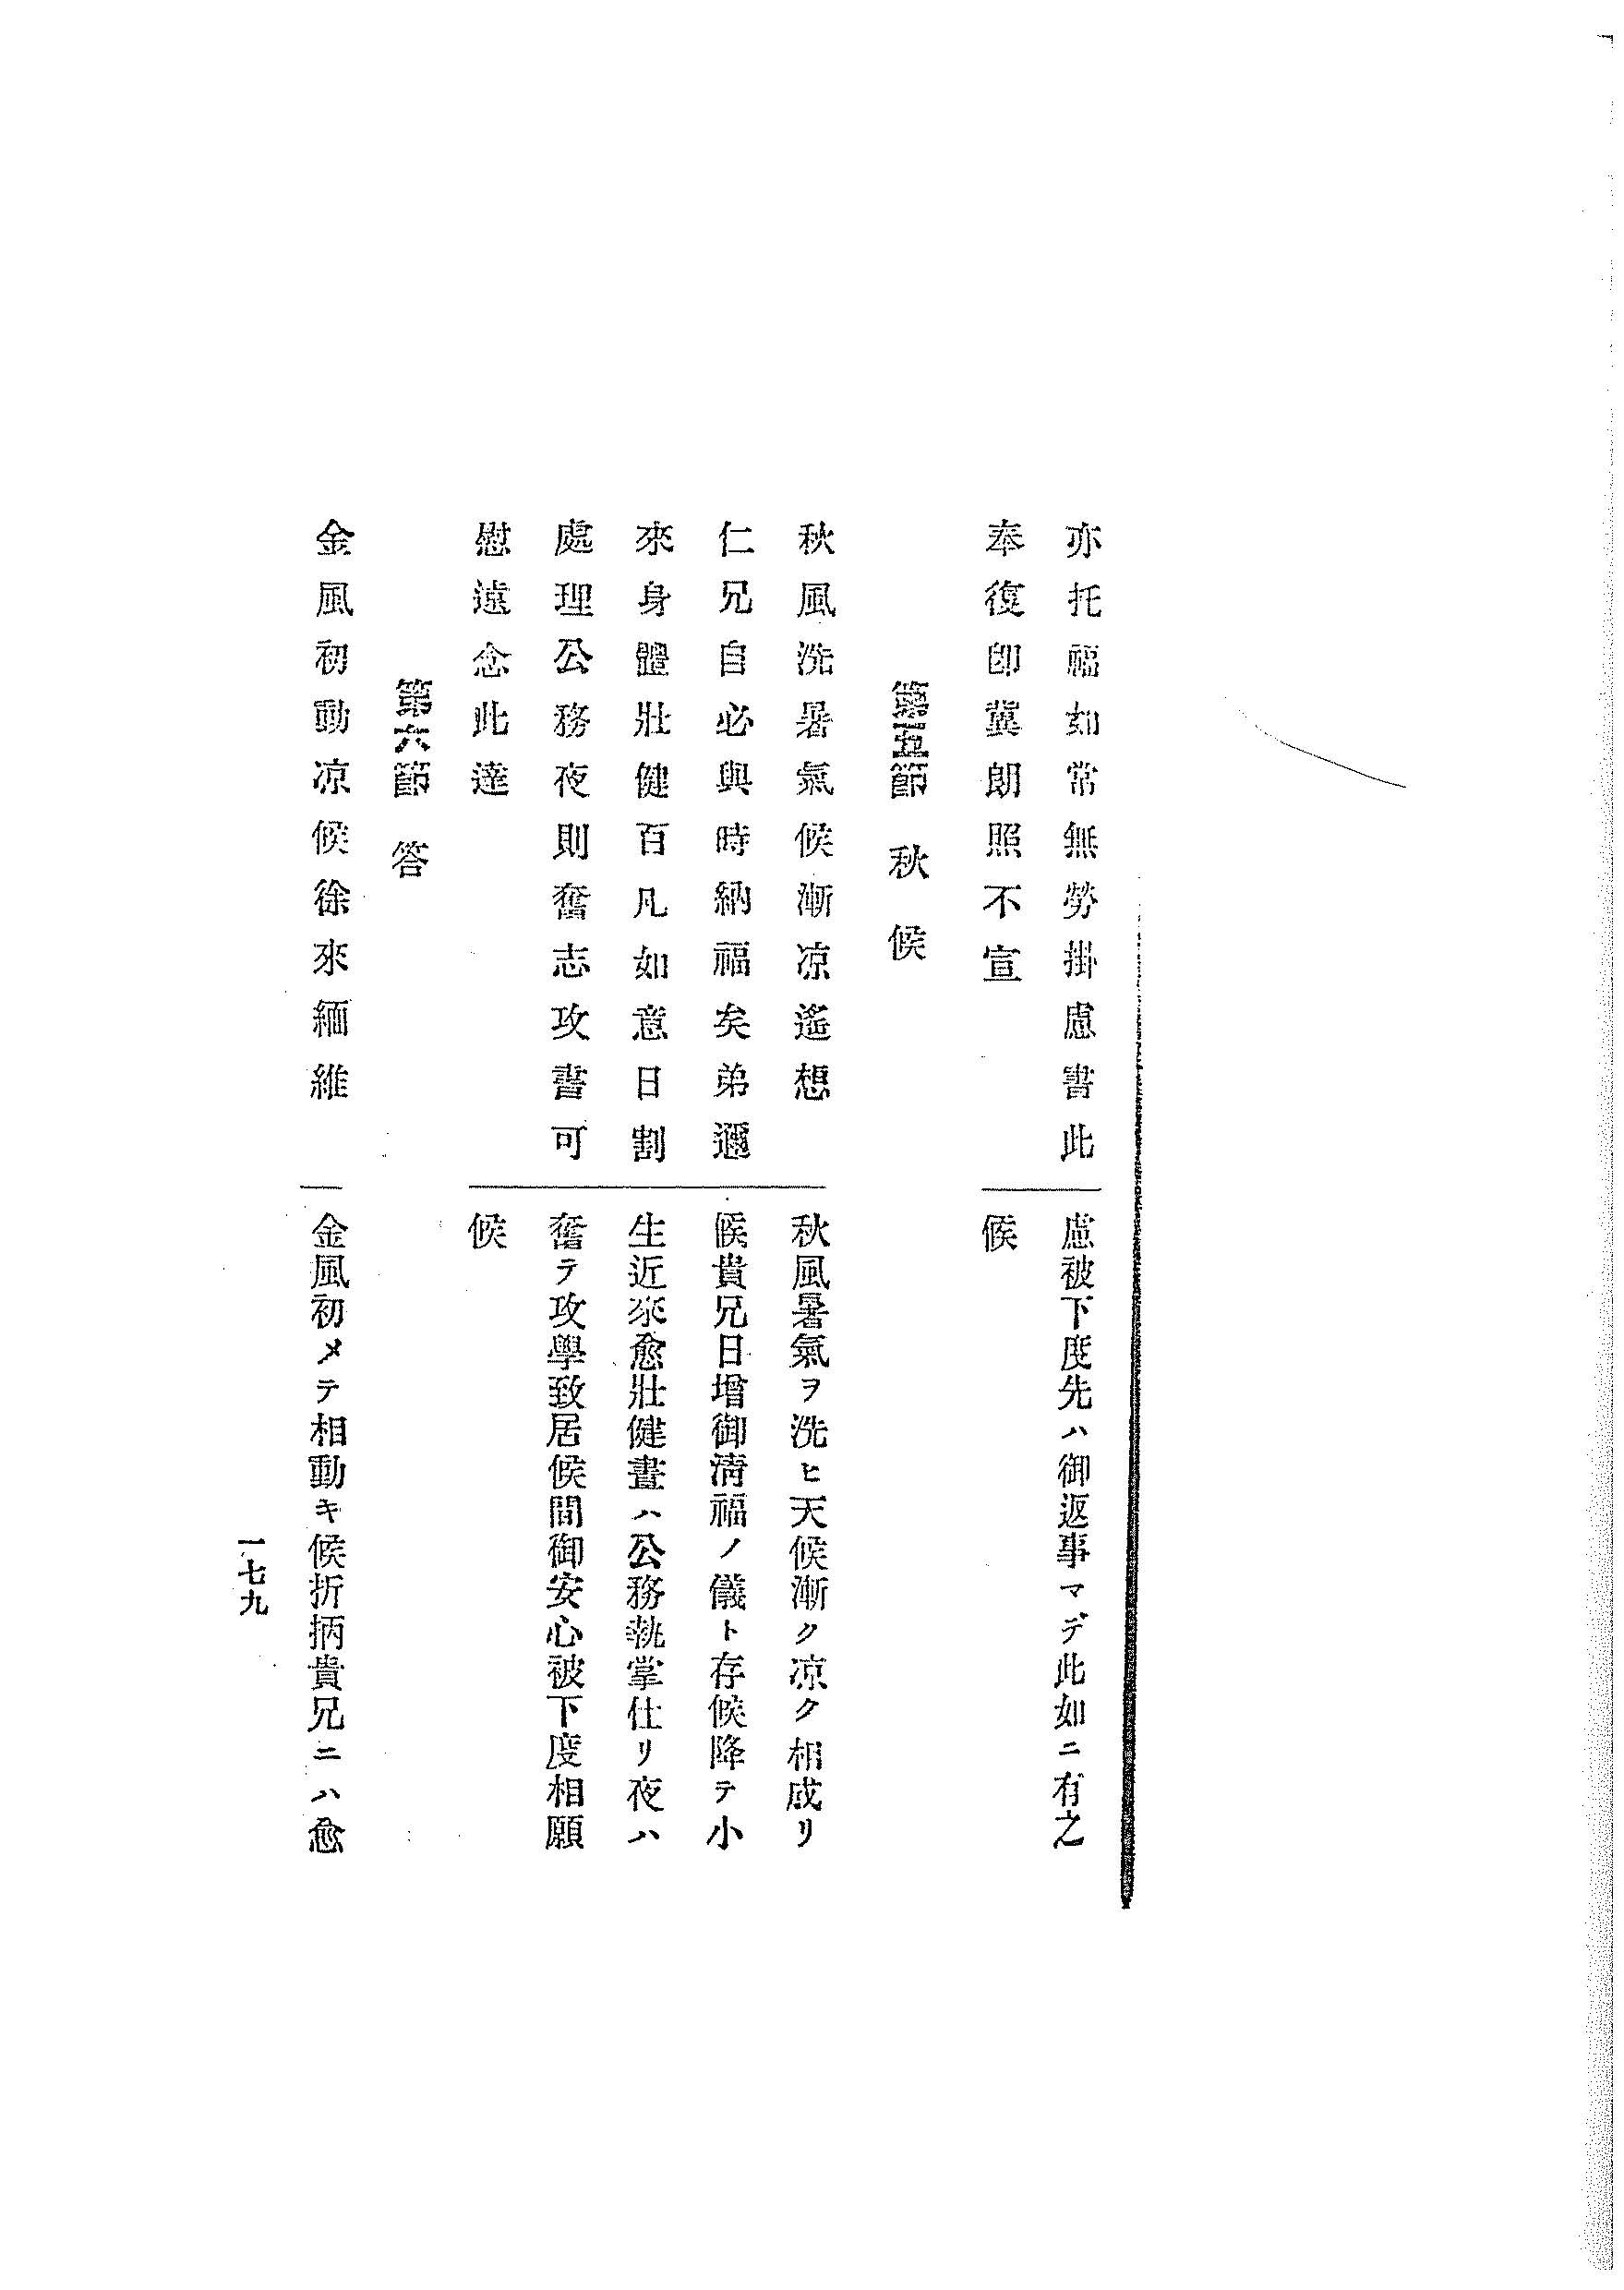 亦托福如常無勞掛慮書此
奉復卽冀朗照不宣
慮被下度先ハ御返事マデ此如ニ有之
候
第五節 秋候
秋風洗暑氣候漸凉遙想
仁兄自必與時納福矣弟邇
來身體壯健百凡如意日割
處理公務夜則奮志攻書可
慰遠念此達
秋風暑氣ヲ洗ヒ天候漸ク凉ク相成リ
候貴兄日增御淸福ノ儀ト存候降テ小
生近來愈壯健晝ハ公務執掌仕リ夜ハ
奮テ攻學致居候間御安心被下度相願
候
第六節 答
金風初動凉候徐來緬維
金風初メテ相動キ候折柄貴兄ニハ愈
一七九